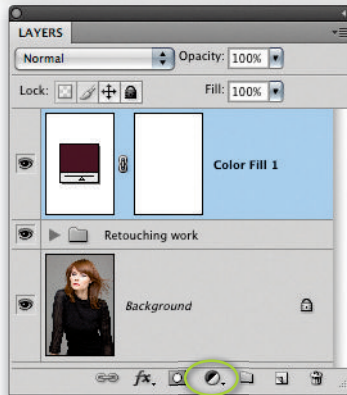 LAYERS
Normal Opacity: 100%
Lock: Fill: 100%
Color Fill 1
Retouching work
Background
fx.